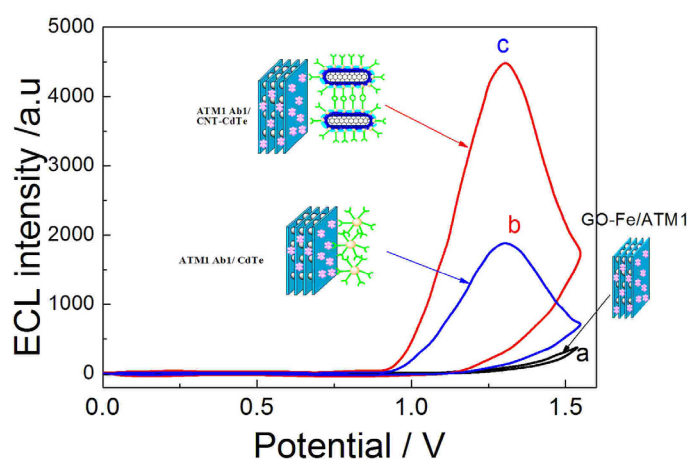 5000
4000
3000
2000
1000
0
ECL intensity /a.u
0.0
0.5
1.0
1.5
Potential / V
c
ATM1 Ab1/
CNT-CdTe
b
ATM1 Ab1/ CdTe
GO-Fe/ATM1
a